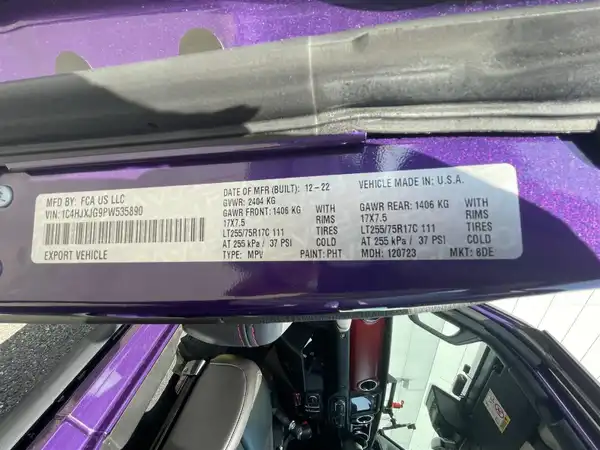 MFD BY: FCA US LLC
VIN:1C4HJXJG9PW535890
EXPORT VEHICLE
DATE OF MFR (BUILT): 12-22
GVWR: 2404 KG
GAWR FRONT: 1406 KG WITH
17X7.5 RIMS
LT255/75R17C 111 TIRES
AT 255 kPa / 37 PSI COLD
TYPE: MPV PAINT: PHT
VEHICLE MADE IN: U.S.A.
GAWR REAR: 1406 KG WITH
17X7.5 RIMS
LT255/75R17C 111 TIRES
AT 255 kPa / 37 PSI COLD
MDH: 120723 MKT: 8DE